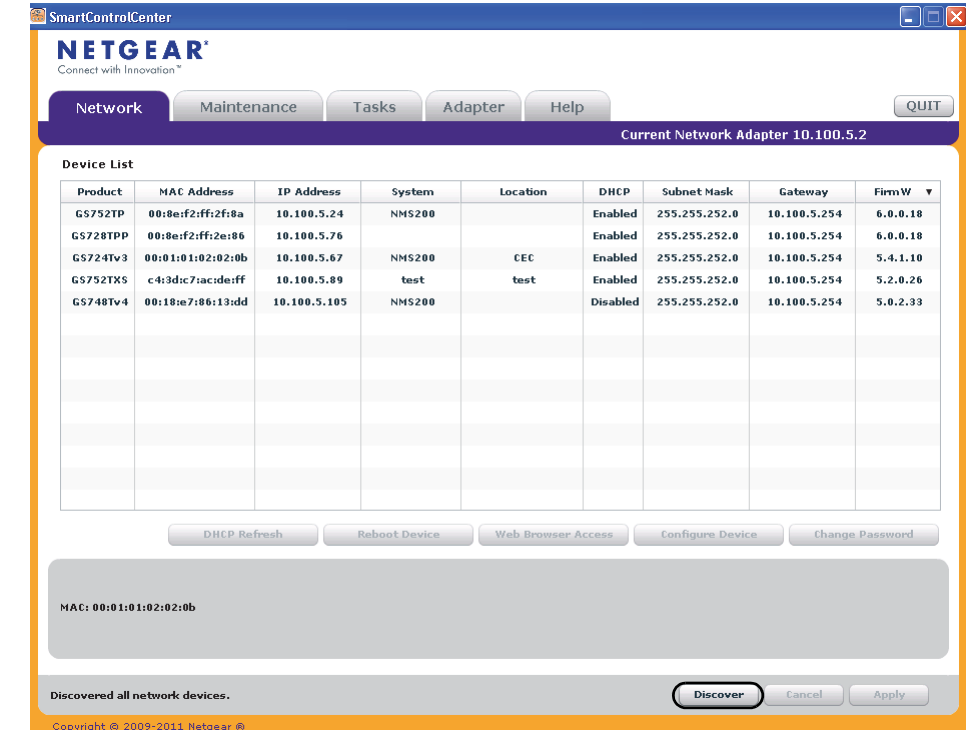 SmartControlCenter
NETGEAR®
Connect with Innovation™
Network Maintenance Tasks Adapter Help QUIT
Current Network Adapter 10.100.5.2
Device List
Product MAC Address IP Address System Location DHCP Subnet Mask Gateway FirmW ▼
GS752TP 00:8e:f2:ff:2f:8a 10.100.5.24 NMS200 Enabled 255.255.252.0 10.100.5.254 6.0.0.18
GS728TPP 00:8e:f2:ff:2e:86 10.100.5.76 Enabled 255.255.252.0 10.100.5.254 6.0.0.18
GS724Tv3 00:01:01:02:02:0b 10.100.5.67 NMS200 CEC Enabled 255.255.252.0 10.100.5.254 5.4.1.10
GS752TXS c4:3d:c7:ac:de:ff 10.100.5.89 test test Enabled 255.255.252.0 10.100.5.254 5.2.0.26
GS748Tv4 00:18:e7:86:13:dd 10.100.5.105 NMS200 Disabled 255.255.252.0 10.100.5.254 5.0.2.33
DHCP Refresh Reboot Device Web Browser Access Configure Device Change Password
MAC: 00:01:01:02:02:0b
Discovered all network devices. Discover Cancel Apply
Copyright © 2009-2011 Netgear ®